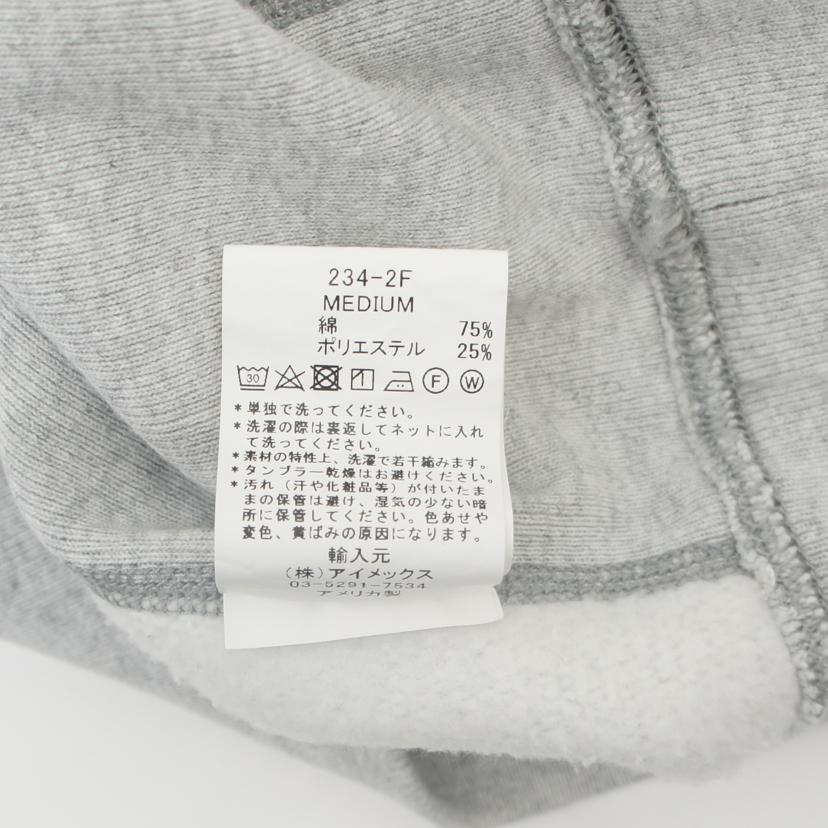 234-2F
MEDIUM
綿 75%
ポリエステル 25%
30 F W
*単独で洗ってください。
*洗濯の際は裏返してネットに入れ
て洗ってください。
*素材の特性上、洗濯で若干縮みます。
*タンブラー乾燥はお避けください。
*汚れ(汗や化粧品等)が付いたま
まの保管は避け、湿気の少ない暗
所に保管してください。色あせや
変色、黄ばみの原因になります。
輸入元
(株)アイメックス
03-5291-7534
アメリカ製